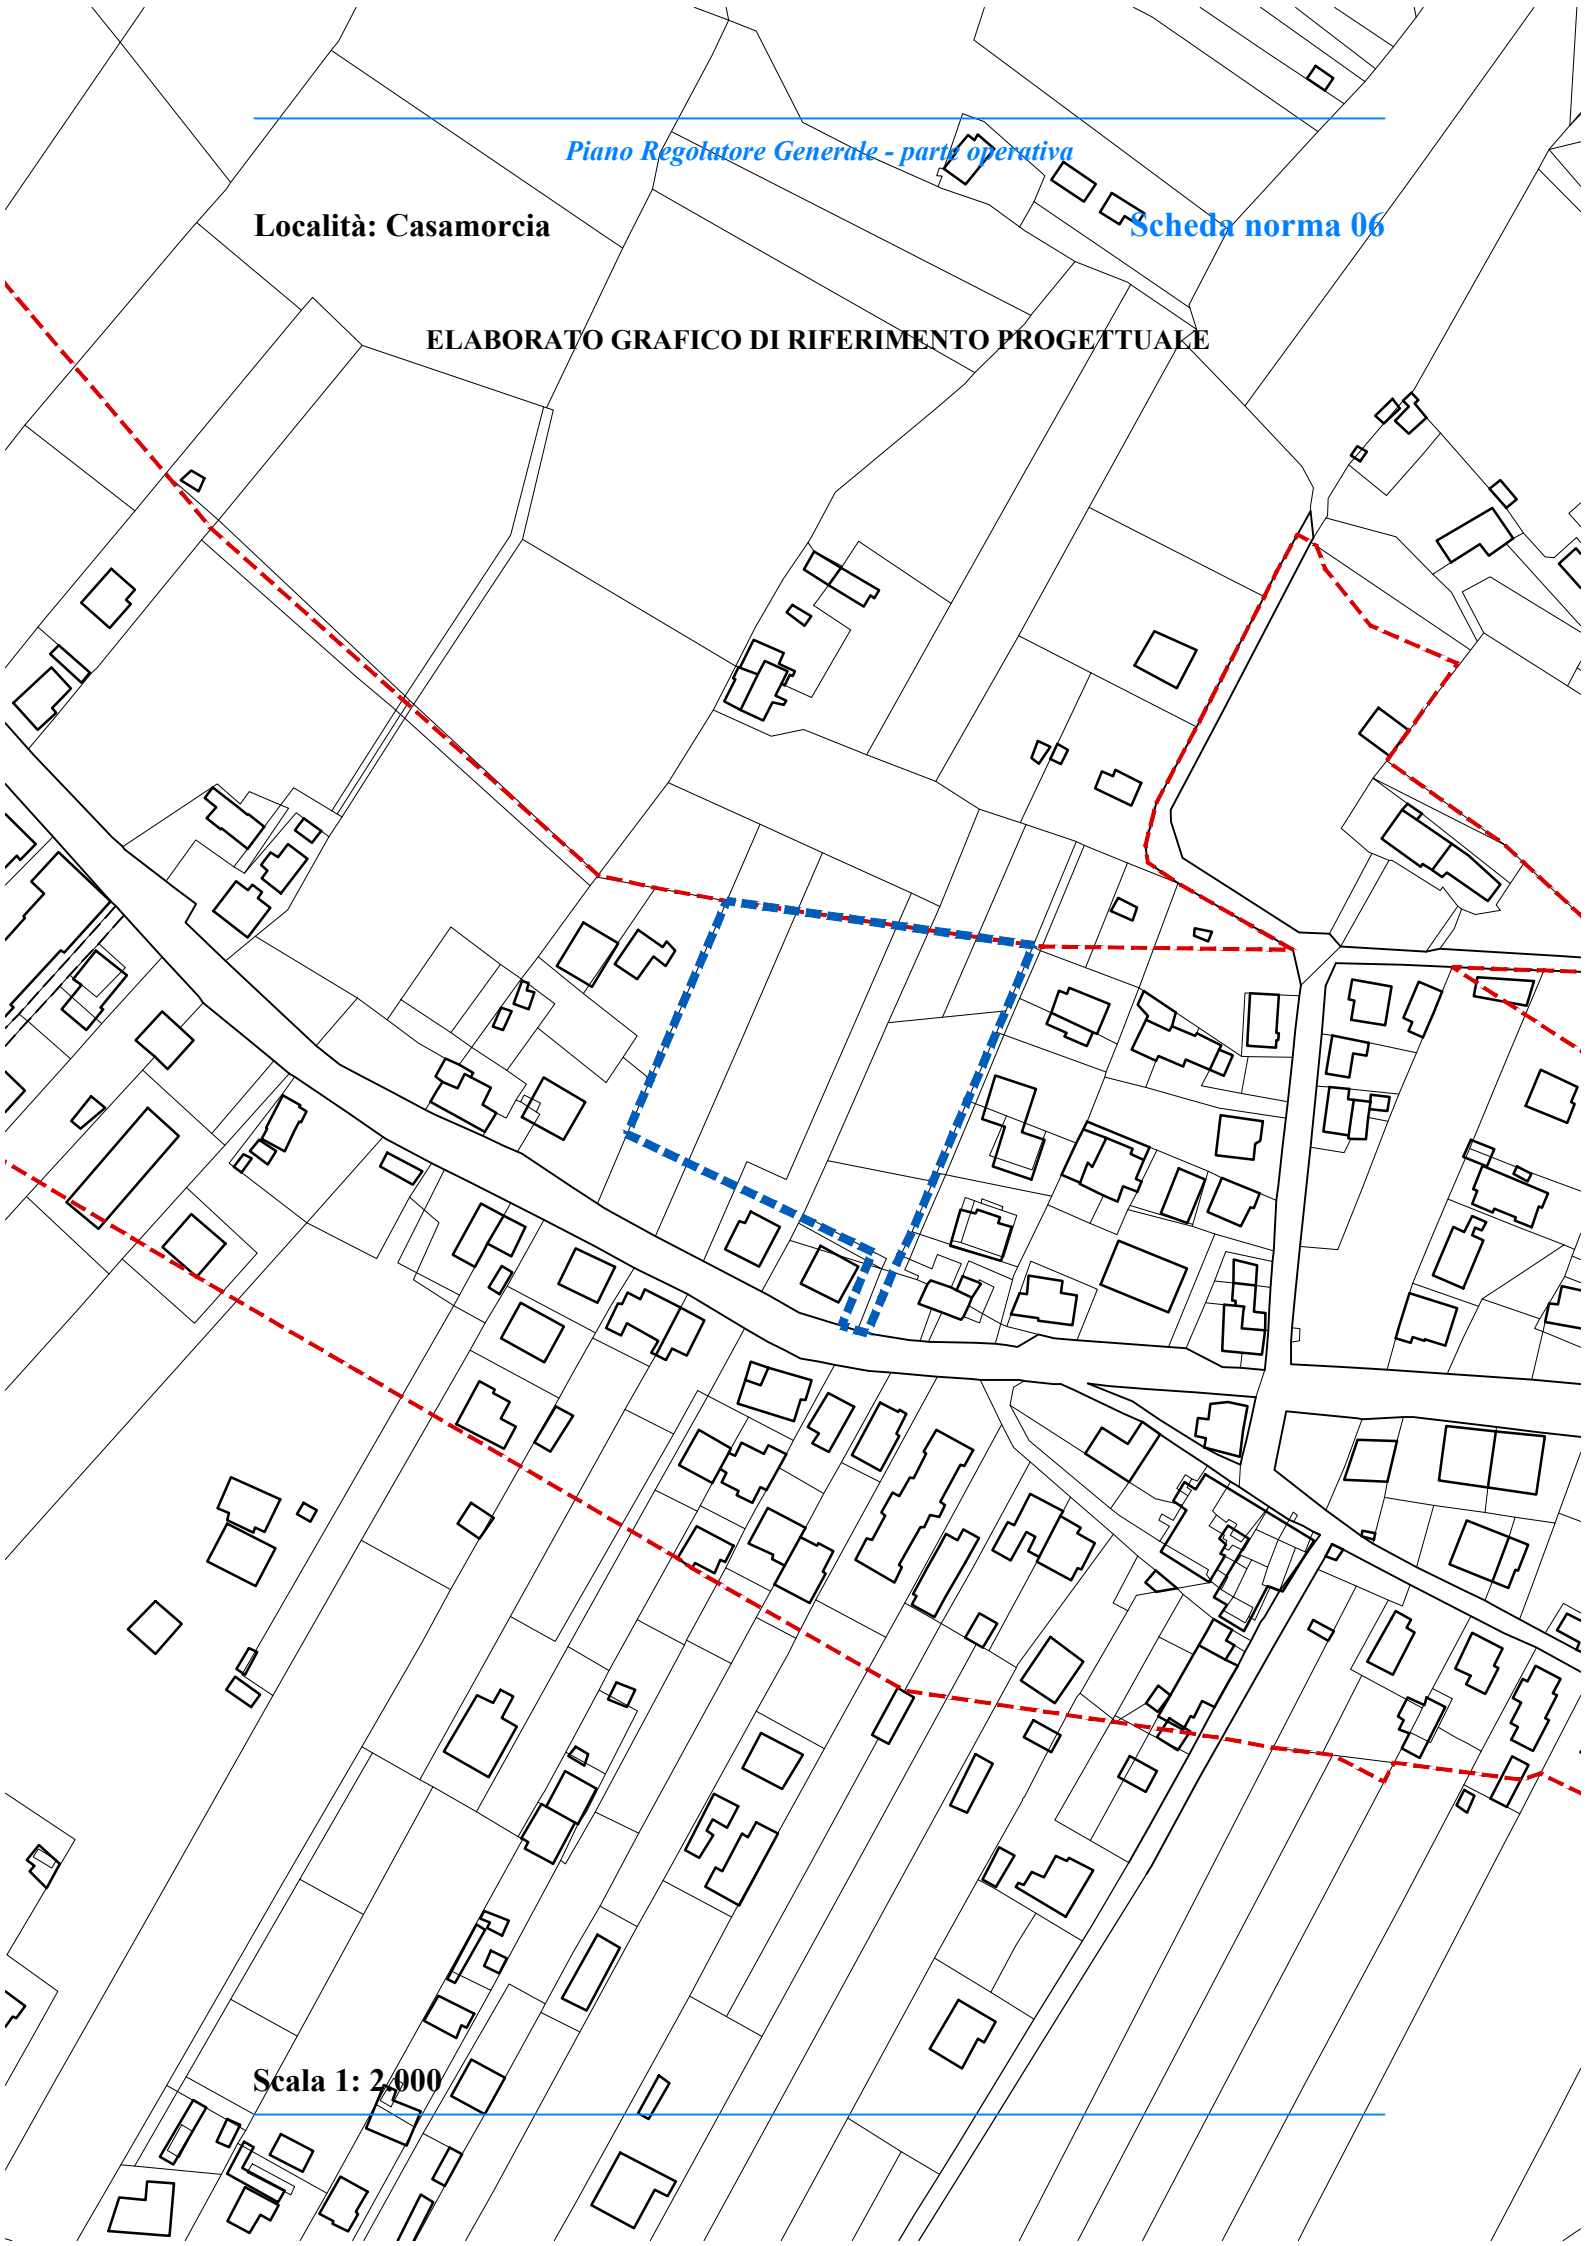 Piano Regolatore Generale - parte operativa
Località: Casamorcia
Scheda norma 06
ELABORATO GRAFICO DI RIFERIMENTO PROGETTUALE
Scala 1: 2.000